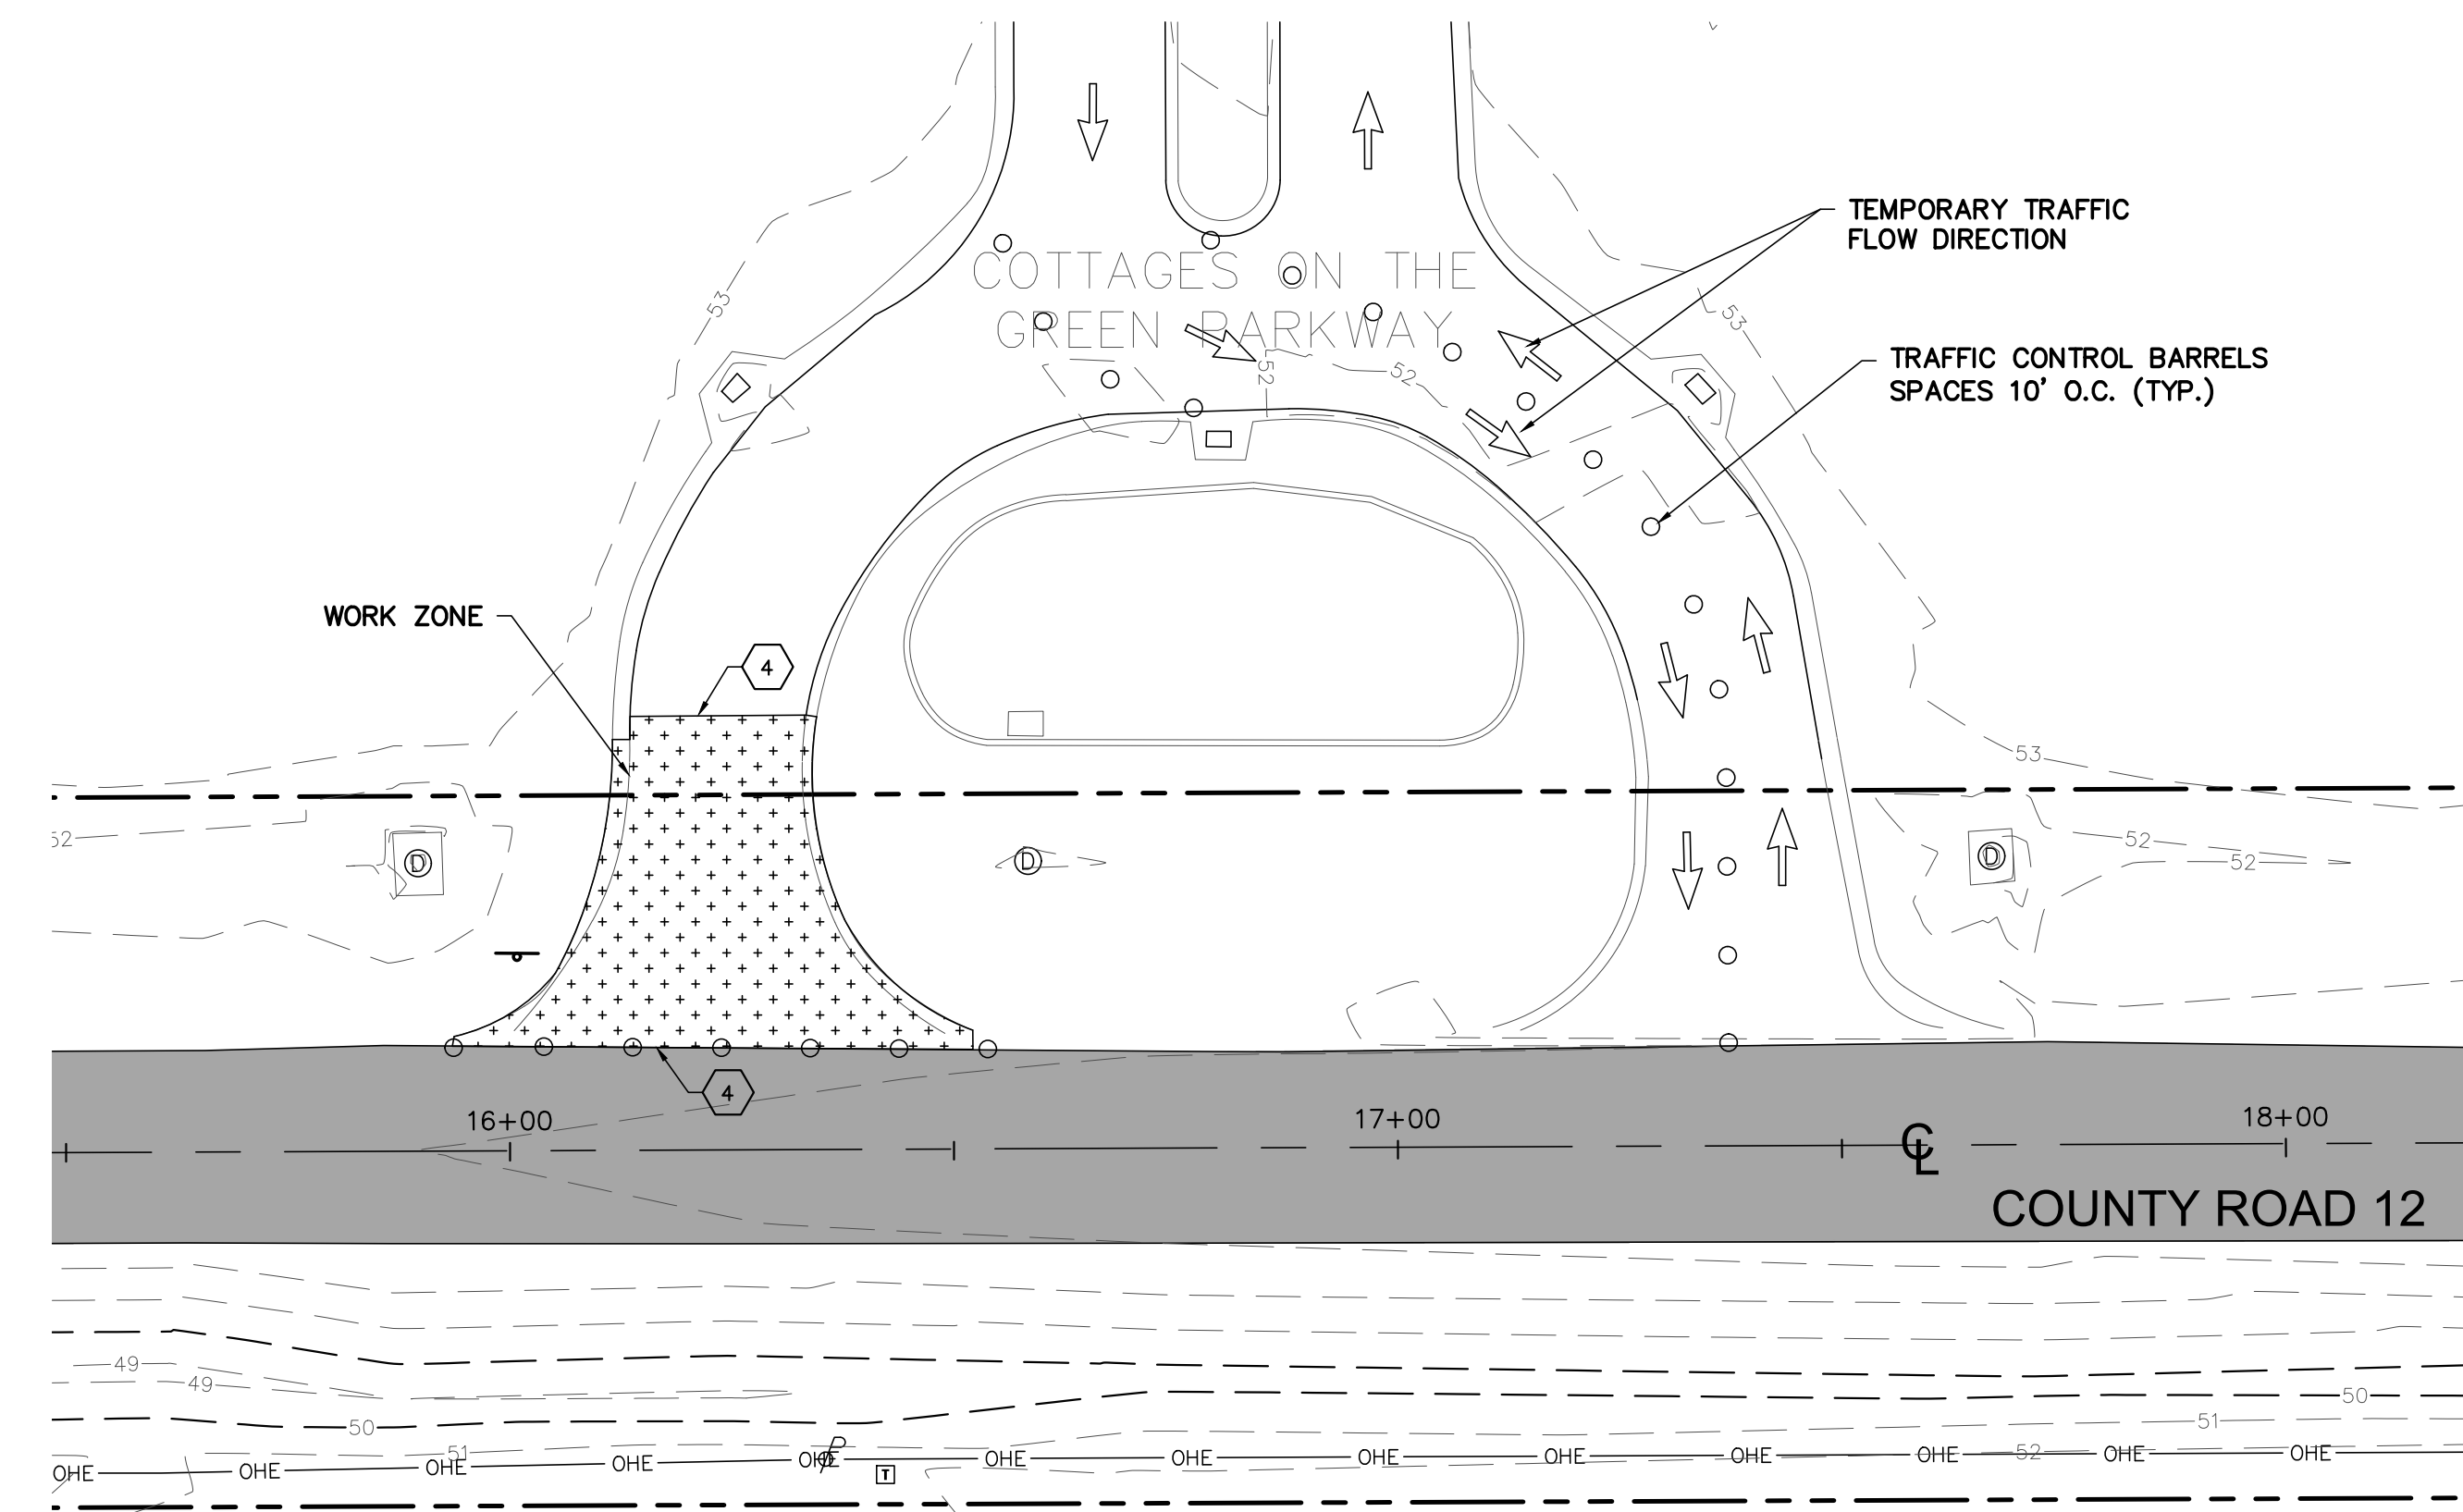 TEMPORARY TRAFFIC
FLOW DIRECTION
COTTAGES ON THE
GREEN PARKWAY
53
53
52
52
TRAFFIC CONTROL BARRELS
SPACES 10' O.C. (TYP.)
WORK ZONE
4
53
52
D
D
D
52
52
4
16+00
17+00
18+00
CL
COUNTY ROAD 12
49
49
50
50
51
51
52
OHE
OHE
OHE
OHE
OHE
OHE
OHE
OHE
OHE
OHE
OHE
OHE
OHE
P
T